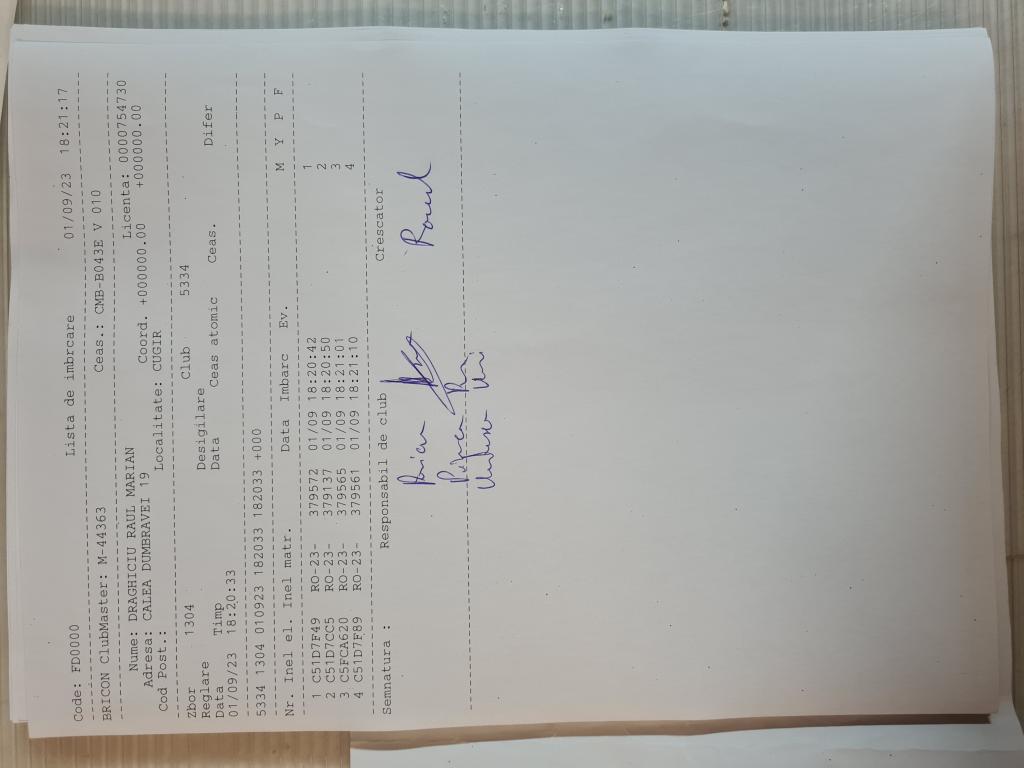 Code: FD0000 Lista de imbrcare 01/09/23 18:21:17
BRICON ClubMaster: M-44363 Ceas.: CMB-B043E V 010
Nume: DRAGHICIU RAUL MARIAN Licenta: 0000754730
Adresa: CALEA DUMBRAVEI 19 Coord. +000000.00 +000000.00
Cod Post.: Localitate: CUGIR
Zbor 1304 Club 5334
Reglare Desigilare
Data Timp Data Ceas atomic Ceas. Difer
01/09/23 18:20:33
5334 1304 010923 182033 182033 +000
Nr. Inel el. Inel matr. Data Imbarc Ev. M Y P F
1 C51D7F49 RO-23- 379572 01/09 18:20:42 1
2 C51D7CC5 RO-23- 379137 01/09 18:20:50 2
3 C5FCA620 RO-23- 379565 01/09 18:21:01 3
4 C51D7F89 RO-23- 379561 01/09 18:21:10 4
Semnatura : Responsabil de club Crescator